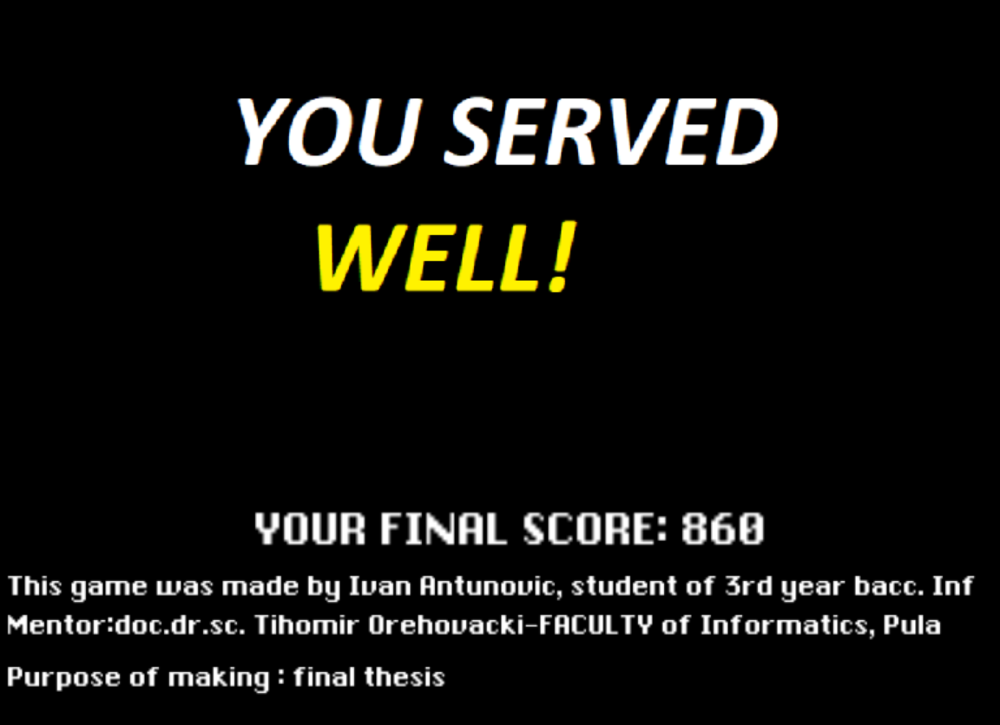 YOU SERVED
WELL!
YOUR FINAL SCORE: 860
This game was made by Ivan Antunovic, student of 3rd year bacc. Inf
Mentor:doc.dr.sc. Tihomir Orehovacki-FACULTY of Informatics, Pula
Purpose of making : final thesis